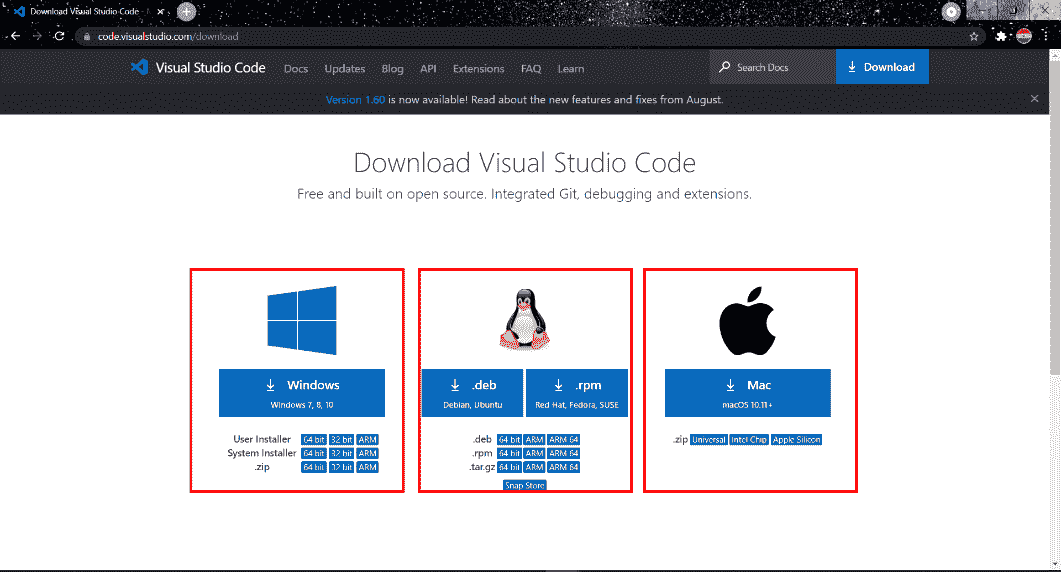 Download Visual Studio Code
code.visualstudio.com/download
Visual Studio Code Docs Updates Blog API Extensions FAQ Learn Search Docs Download
Version 1.60 is now available! Read about the new features and fixes from August.
Download Visual Studio Code
Free and built on open source. Integrated Git, debugging and extensions.
Windows
Windows 7, 8, 10
User Installer 64 bit 32 bit ARM
System Installer 64 bit 32 bit ARM
.zip 64 bit 32 bit ARM
.deb .rpm
Debian, Ubuntu Red Hat, Fedora, SUSE
.deb 64 bit ARM ARM 64
.rpm 64 bit ARM ARM 64
.tar.gz 64 bit ARM ARM 64
Snap Store
Mac
macOS 10.11+
.zip Universal Intel Chip Apple Silicon